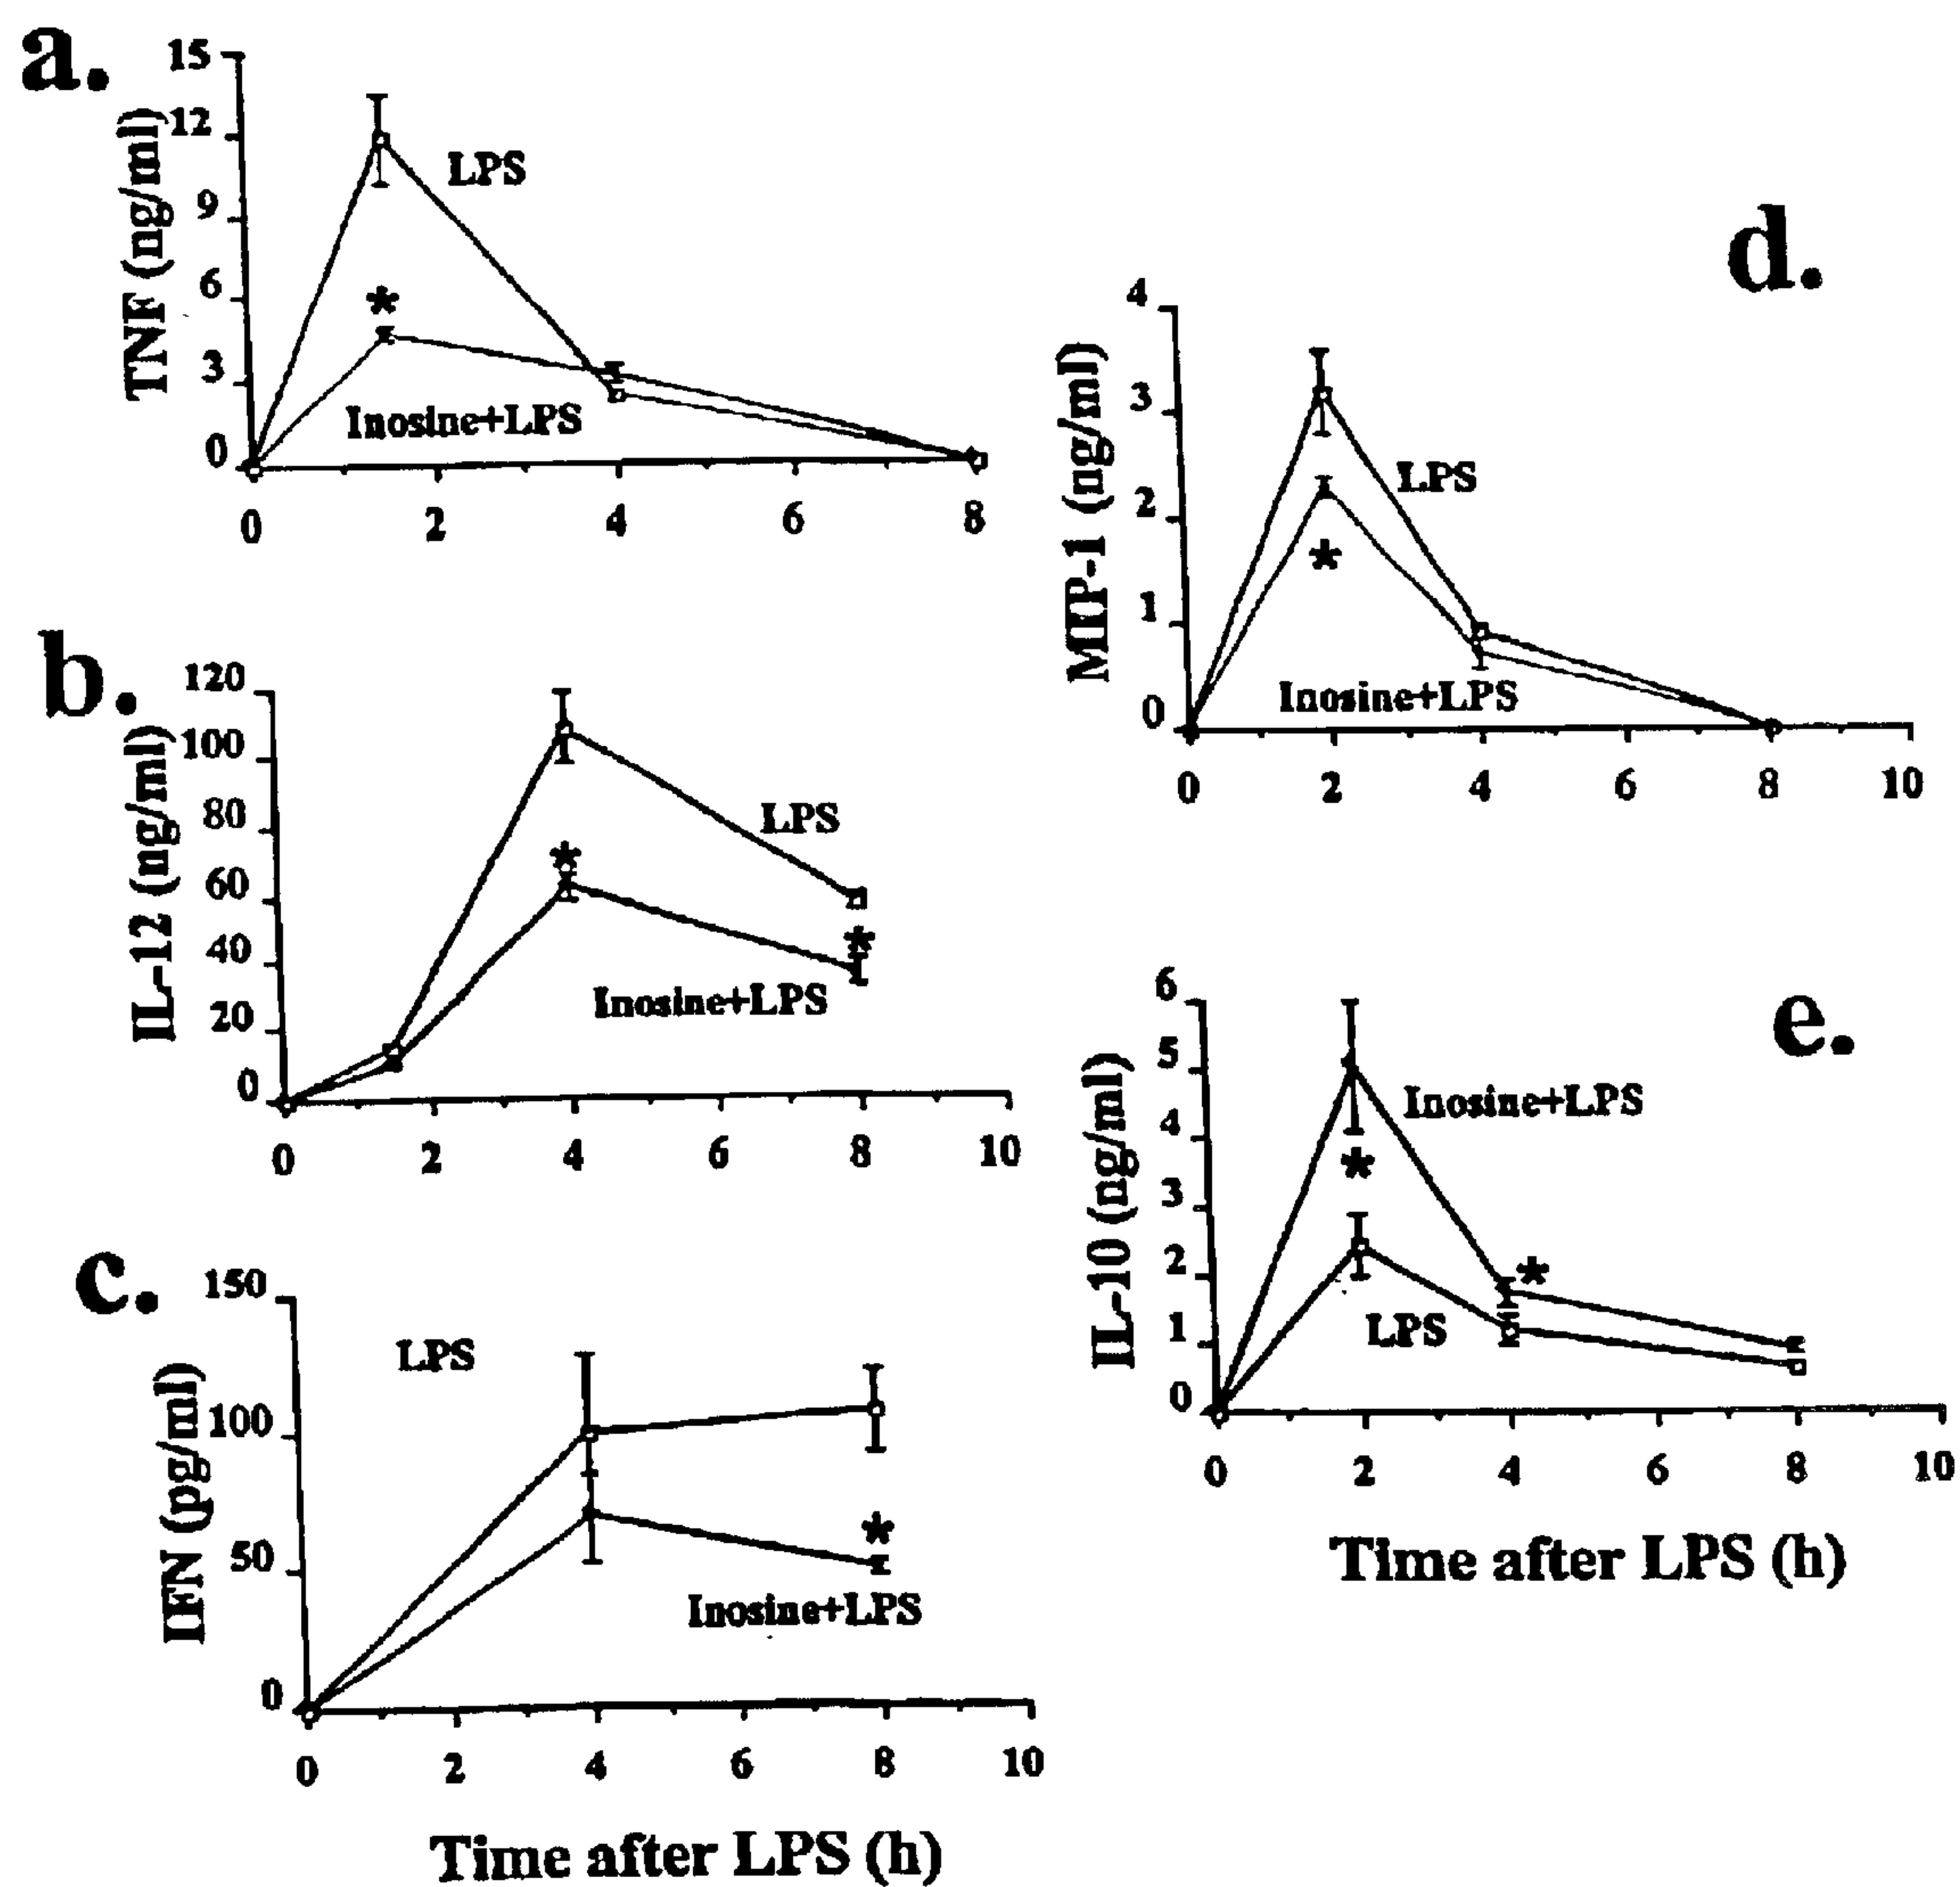 a.
TNF (ng/ml)
15
12
9
6
3
0
LPS
*
Inosine+LPS
0 2 4 6 8
b.
IL-12 (ng/ml)
120
100
80
60
40
20
0
LPS
*
*
Inosine+LPS
0 2 4 6 8 10
c.
IFN (pg/ml)
150
100
50
0
LPS
*
Inosine+LPS
0 2 4 6 8 10
Time after LPS (h)
d.
MIP-1 (ng/ml)
4
3
2
1
0
LPS
*
Inosine+LPS
0 2 4 6 8 10
e.
IL-10 (ng/ml)
6
5
4
3
2
1
0
Inosine+LPS
*
*
LPS
0 2 4 6 8 10
Time after LPS (h)